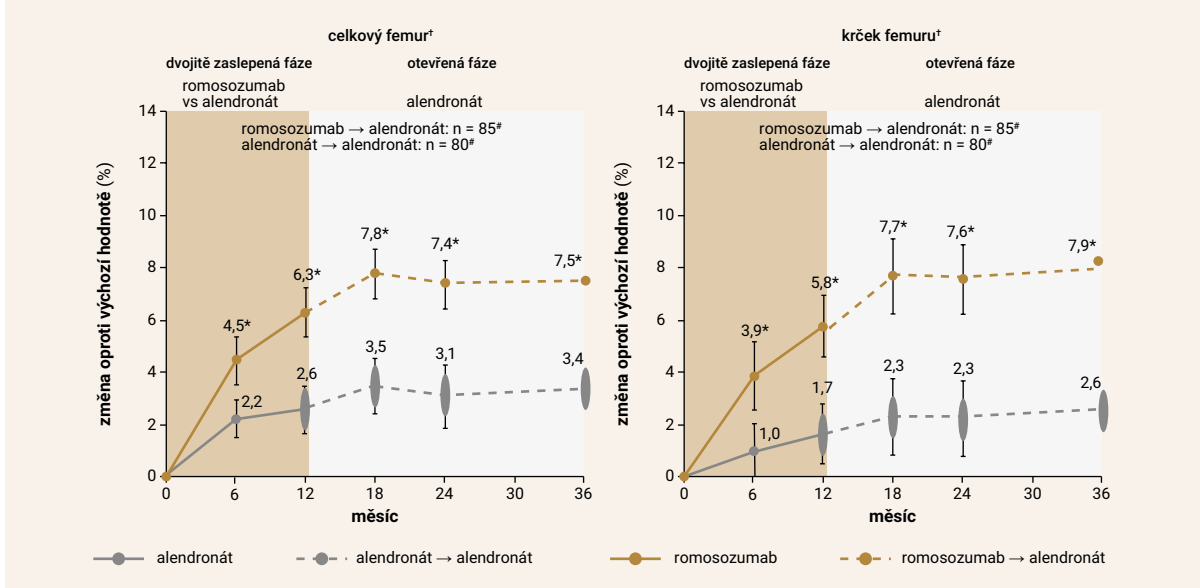 celkový femur†
dvojitě zaslepená fáze
otevřená fáze
romosozumab
vs alendronát
alendronát
romosozumab → alendronát: n = 85#
alendronát → alendronát: n = 80#
změna oproti výchozí hodnotě (%)
14
12
10
8
6
4
2
0
4,5*
6,3*
7,8*
7,4*
7,5*
2,2
2,6
3,5
3,1
3,4
0
6
12
18
24
30
36
měsíc
krček femuru†
dvojitě zaslepená fáze
otevřená fáze
romosozumab
vs alendronát
alendronát
romosozumab → alendronát: n = 85#
alendronát → alendronát: n = 80#
změna oproti výchozí hodnotě (%)
14
12
10
8
6
4
2
0
3,9*
5,8*
7,7*
7,6*
7,9*
1,0
1,7
2,3
2,3
2,6
0
6
12
18
24
30
36
měsíc
alendronát
alendronát → alendronát
romosozumab
romosozumab → alendronát